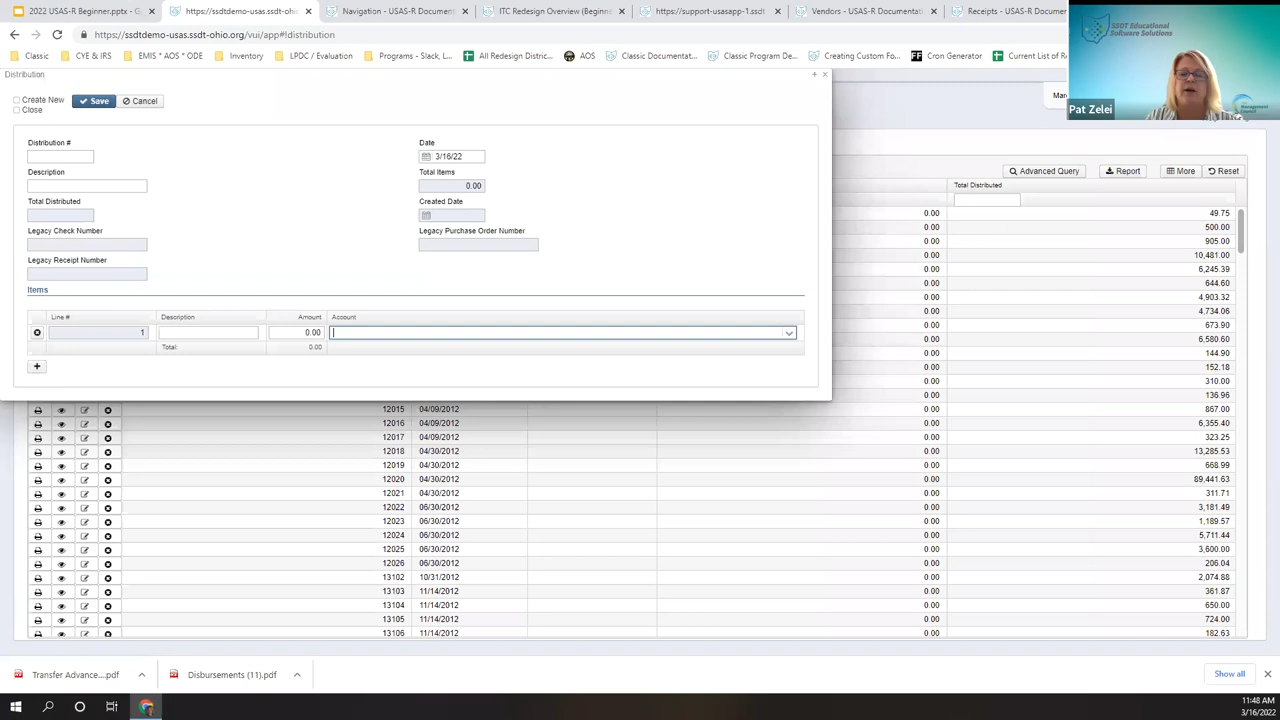 2022 USAS-R Beginner.pptx - G
https://ssdtdemo-usas.ssdt-ohi
Navigation - USAS-R Documenta
ITC Redesign Overview (Beginner
https://support-usasapp-1.ssdt
Vendors - USAS-R Documentati
Receipts - USAS-R Docume
https://ssdtdemo-usas.ssdt-ohio.org/vui/app#!distribution
Classic
CYE & IRS
EMIS * AOS * ODE
Inventory
LPDC / Evaluation
Programs - Slack, L
All Redesign Distric
AOS
Classic Documentat
Classic Program De
Creating Custom Fo
Cron Generator
Current List of R
SSDT Educational
Software Solutions
Management
Council
Pat Zelei
Distribution
Create New
Close
Save
Cancel
Distribution #
Date
3/16/22
Description
Total Items
0.00
Total Distributed
Created Date
Legacy Check Number
Legacy Purchase Order Number
Legacy Receipt Number
Items
Line #
Description
Amount
Account
1
0.00
Total:
0.00
Mar
Advanced Query
Report
More
Reset
Total Distributed
0.00 49.75
0.00 500.00
0.00 905.00
0.00 10,481.00
0.00 6,245.39
0.00 644.60
0.00 4,903.32
0.00 4,734.06
0.00 673.90
0.00 6,580.60
0.00 144.90
0.00 152.18
0.00 310.00
0.00 136.96
12015 04/09/2012 0.00 867.00
12016 04/09/2012 0.00 6,355.40
12017 04/09/2012 0.00 323.25
12018 04/30/2012 0.00 13,285.53
12019 04/30/2012 0.00 668.99
12020 04/30/2012 0.00 89,441.63
12021 04/30/2012 0.00 311.71
12022 06/30/2012 0.00 3,181.49
12023 06/30/2012 0.00 1,189.57
12024 06/30/2012 0.00 5,711.44
12025 06/30/2012 0.00 3,600.00
12026 06/30/2012 0.00 206.04
13102 10/31/2012 0.00 2,074.88
13103 11/14/2012 0.00 361.87
13104 11/14/2012 0.00 650.00
13105 11/14/2012 0.00 724.00
13106 11/14/2012 0.00 182.63
Transfer Advance....pdf
Disbursements (11).pdf
Show all
11:48 AM
3/16/2022